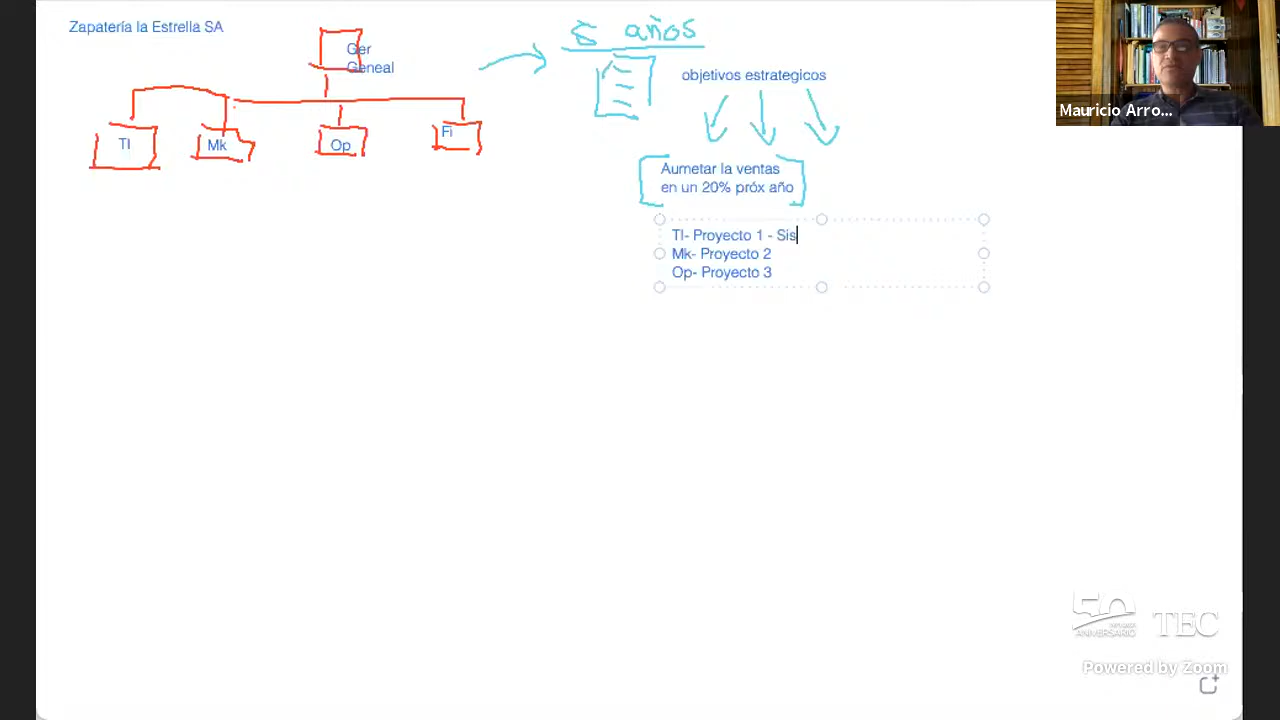 Zapatería la Estrella SA
Ger
Geneal
TI
Mk
Op
Fi
5 años
objetivos estrategicos
Aumetar la ventas
en un 20% próx año
TI- Proyecto 1 - Sis
Mk- Proyecto 2
Op- Proyecto 3
Mauricio Arro...
50
ANIVERSARIO
TEC
Powered by Zoom